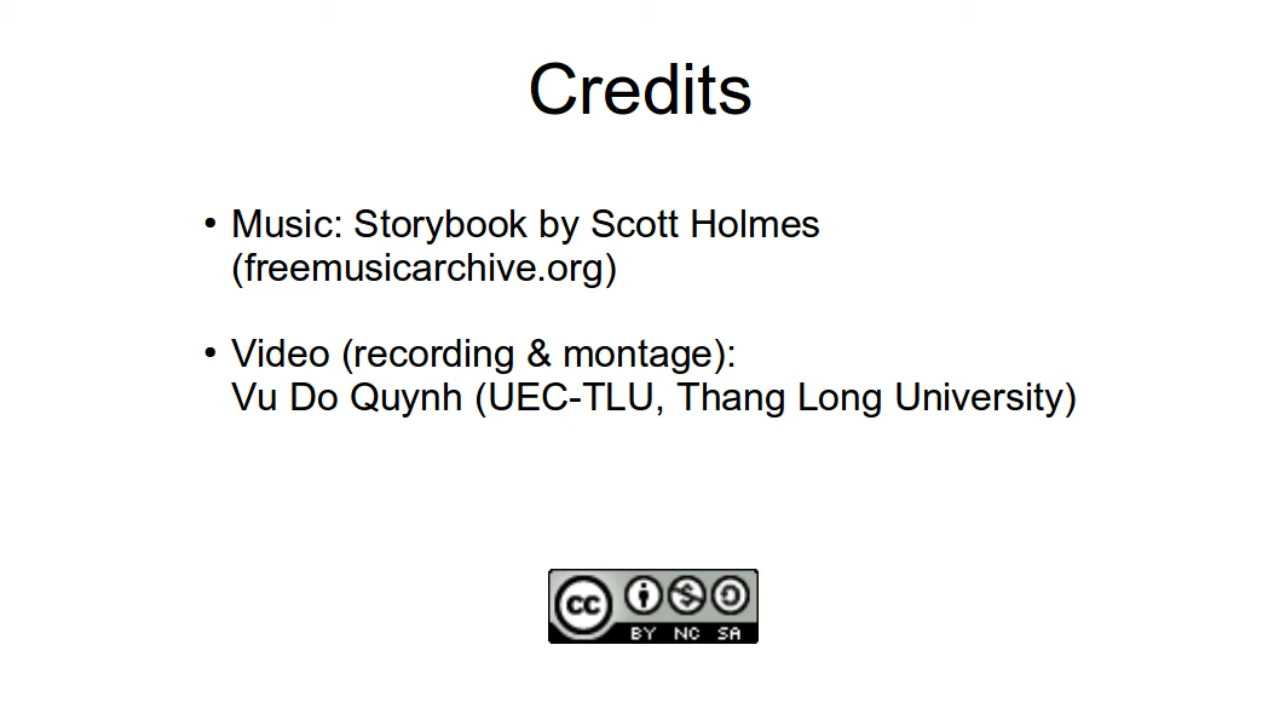 Credits
• Music: Storybook by Scott Holmes
(freemusicarchive.org)
• Video (recording & montage):
Vu Do Quynh (UEC-TLU, Thang Long University)
cc
BY NC SA